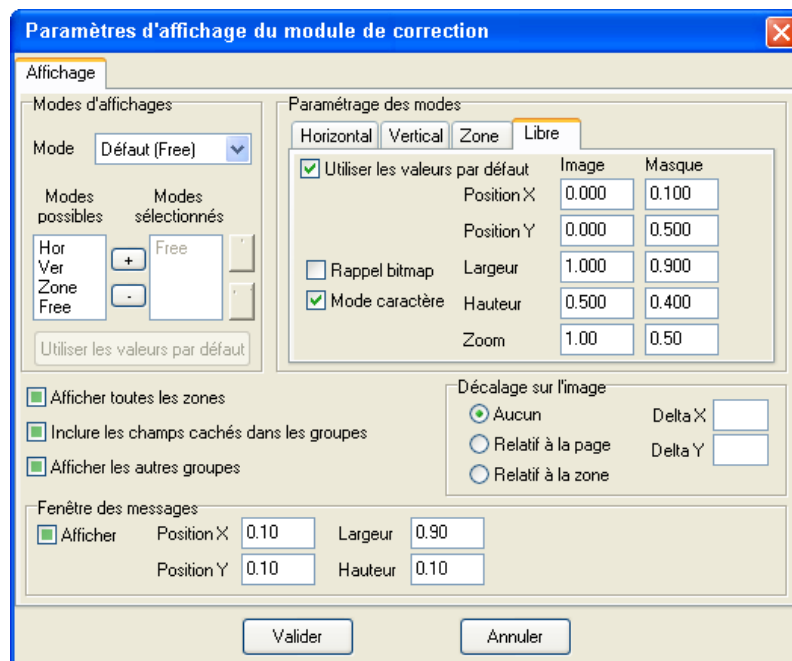 Paramètres d'affichage du module de correction
Affichage
Modes d'affichages
Mode Défaut (Free)
Modes possibles
Modes sélectionnés
Hor
Ver
Zone
Free
+
-
Free
Utiliser les valeurs par défaut
Paramétrage des modes
Horizontal Vertical Zone Libre
Utiliser les valeurs par défaut Image Masque
Position X 0.000 0.100
Position Y 0.000 0.500
Rappel bitmap Largeur 1.000 0.900
Mode caractère Hauteur 0.500 0.400
Zoom 1.00 0.50
Afficher toutes les zones
Inclure les champs cachés dans les groupes
Afficher les autres groupes
Décalage sur l'image
Aucun Delta X
Relatif à la page Delta Y
Relatif à la zone
Fenêtre des messages
Afficher Position X 0.10 Largeur 0.90
Position Y 0.10 Hauteur 0.10
Valider Annuler